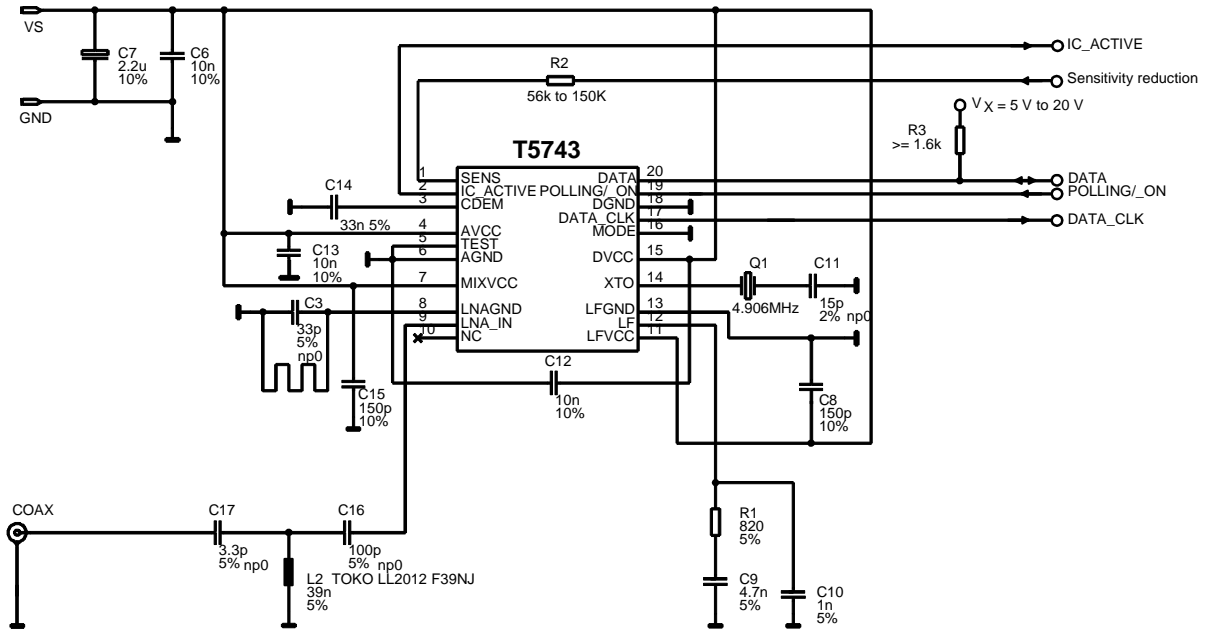 VS
C7
2.2u
10%
C6
10n
10%
GND
IC_ACTIVE
R2
56k to 150K
Sensitivity reduction
V X = 5 V to 20 V
R3
>= 1.6k
T5743
1 SENS DATA 20
2 IC_ACTIVE POLLING/_ON 19
3 CDEM DGND 18
DATA_CLK 17
4 AVCC MODE 16
5 TEST
6 AGND DVCC 15
7 MIXVCC XTO 14
8 LNAGND LFGND 13
9 LNA_IN LF 12
10 NC LFVCC 11
DATA
POLLING/_ON
DATA_CLK
C14
33n 5%
C13
10n
10%
C3
33p
5%
np0
C15
150p
10%
Q1
4.906MHz
C11
15p
2% np0
C12
10n
10%
C8
150p
10%
COAX
C17
3.3p
5% np0
C16
100p
5% np0
L2 TOKO LL2012 F39NJ
39n
5%
R1
820
5%
C9
4.7n
5%
C10
1n
5%